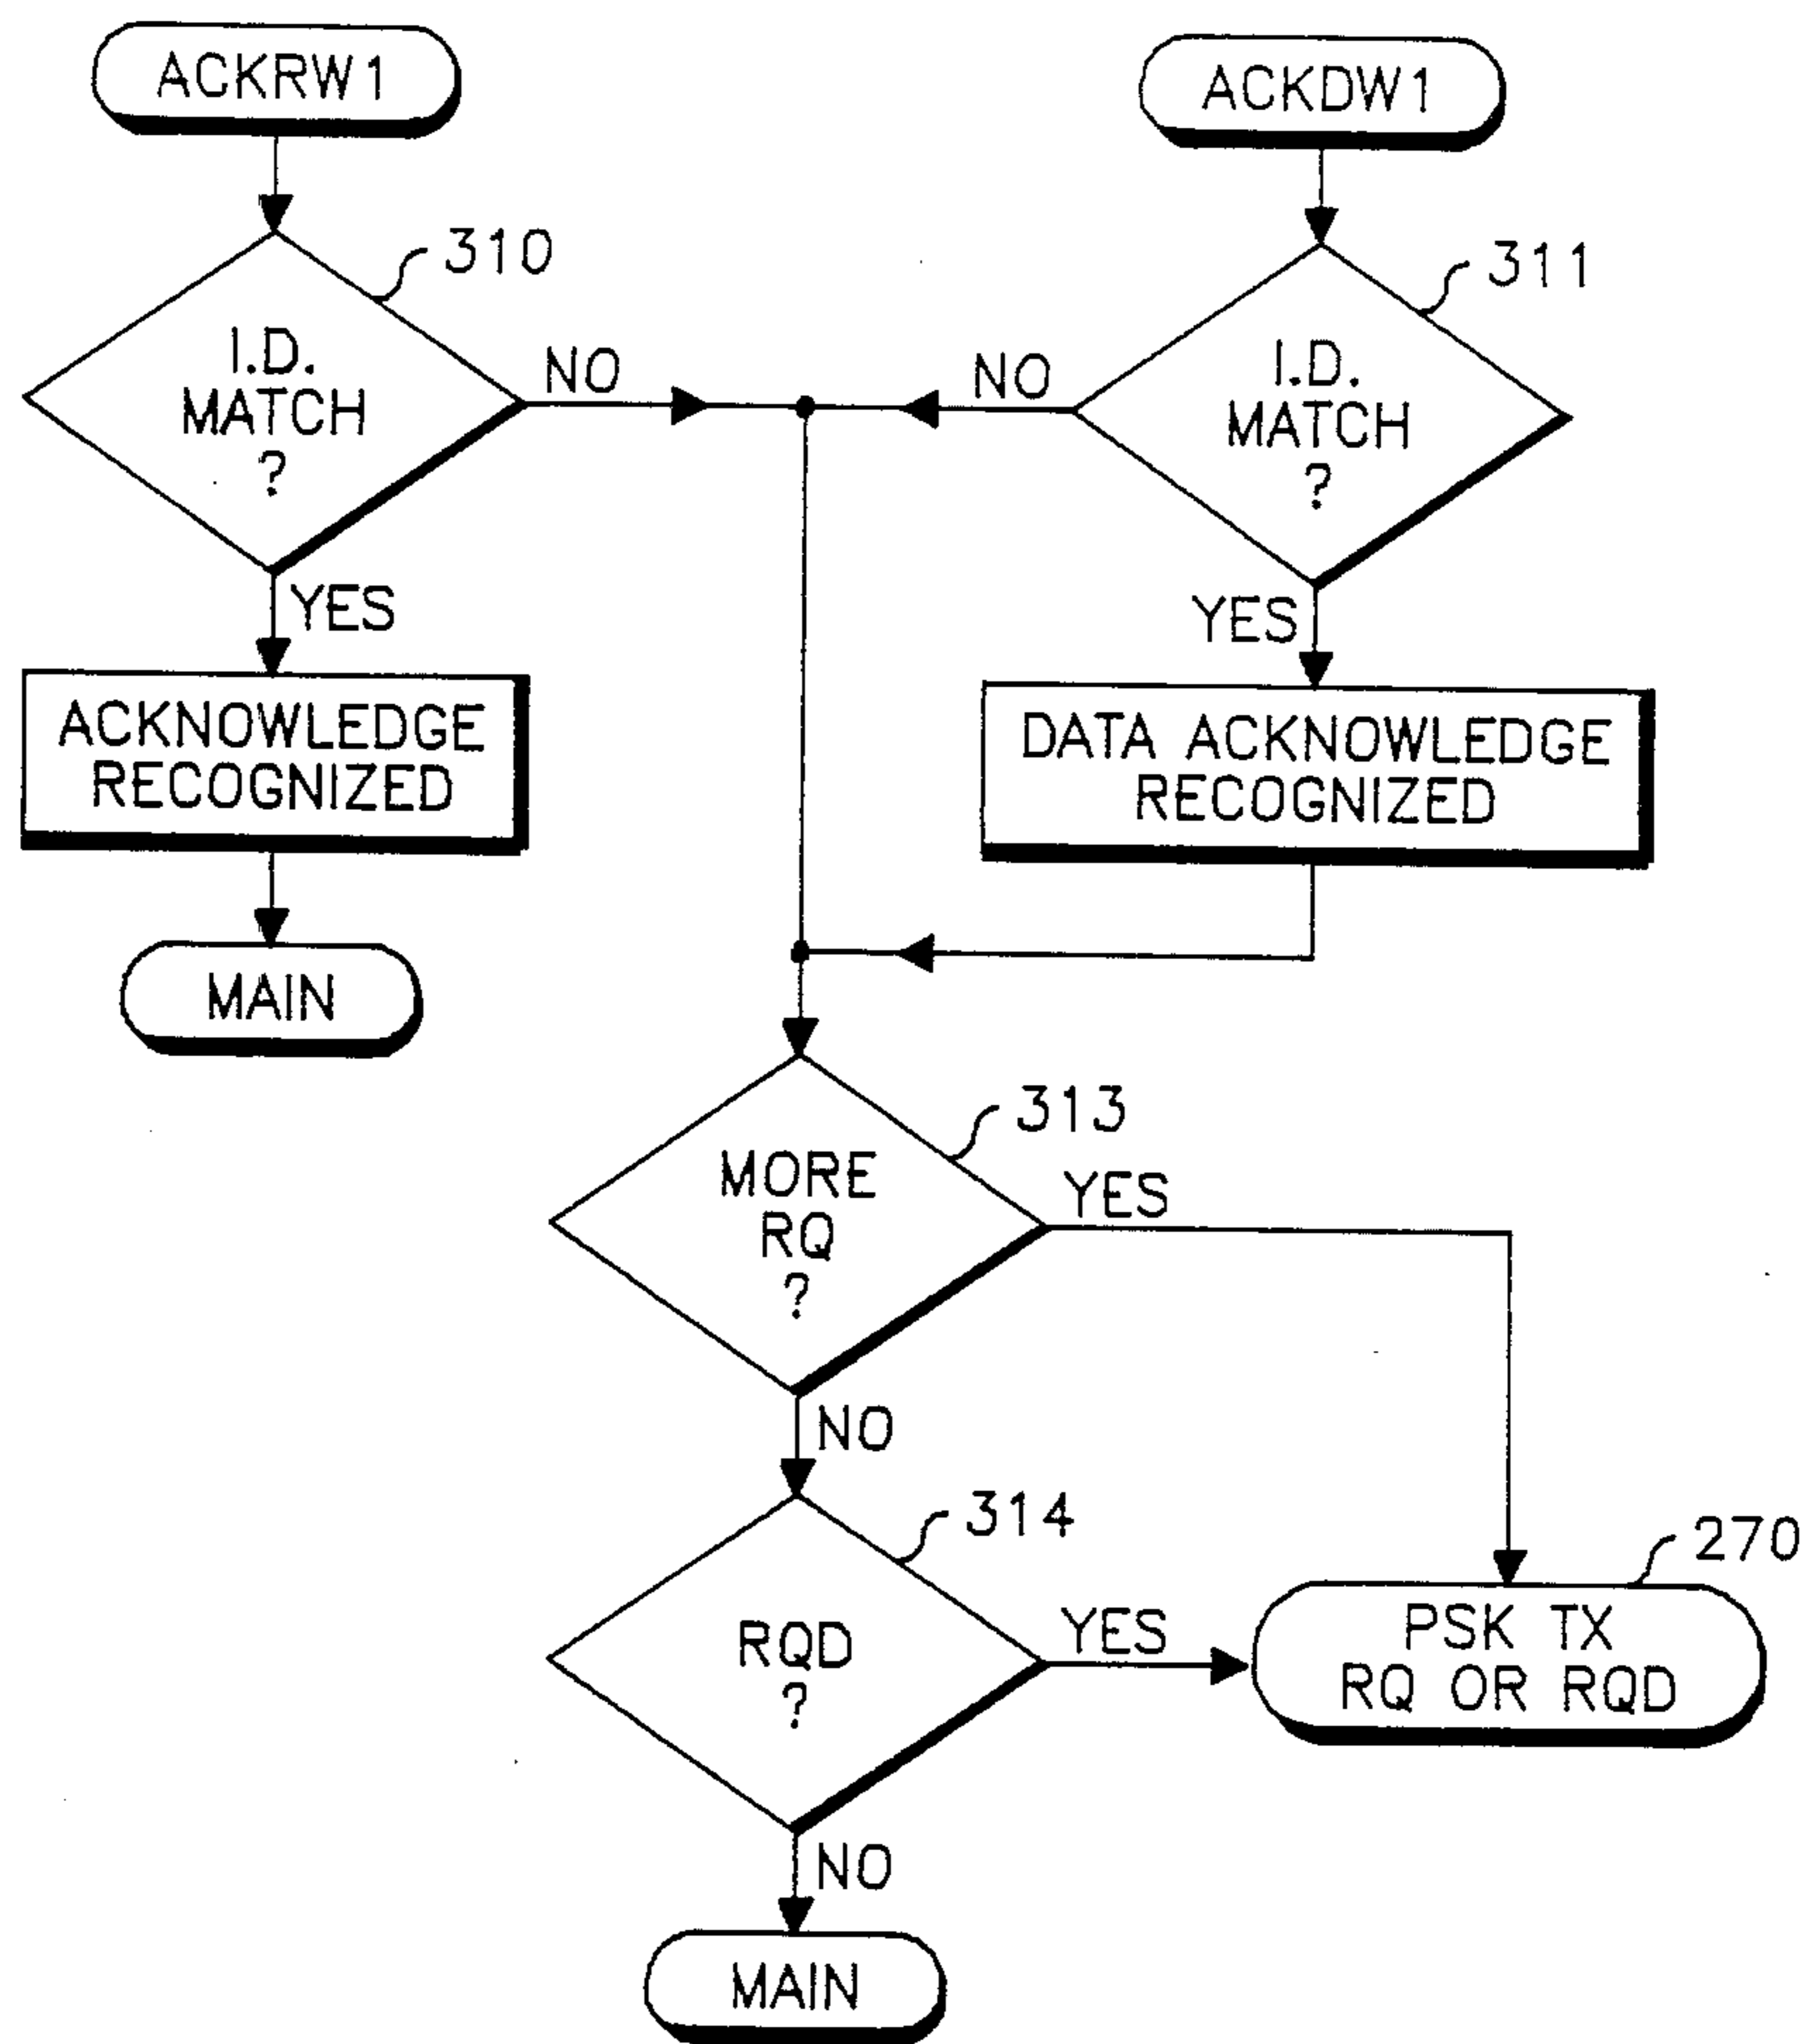 ACKRW1
ACKDW1
310
311
I.D.
MATCH
?
NO
NO
I.D.
MATCH
?
YES
YES
ACKNOWLEDGE
RECOGNIZED
DATA ACKNOWLEDGE
RECOGNIZED
MAIN
313
MORE
RQ
?
YES
NO
314
270
RQD
?
YES
PSK TX
RQ OR RQD
NO
MAIN